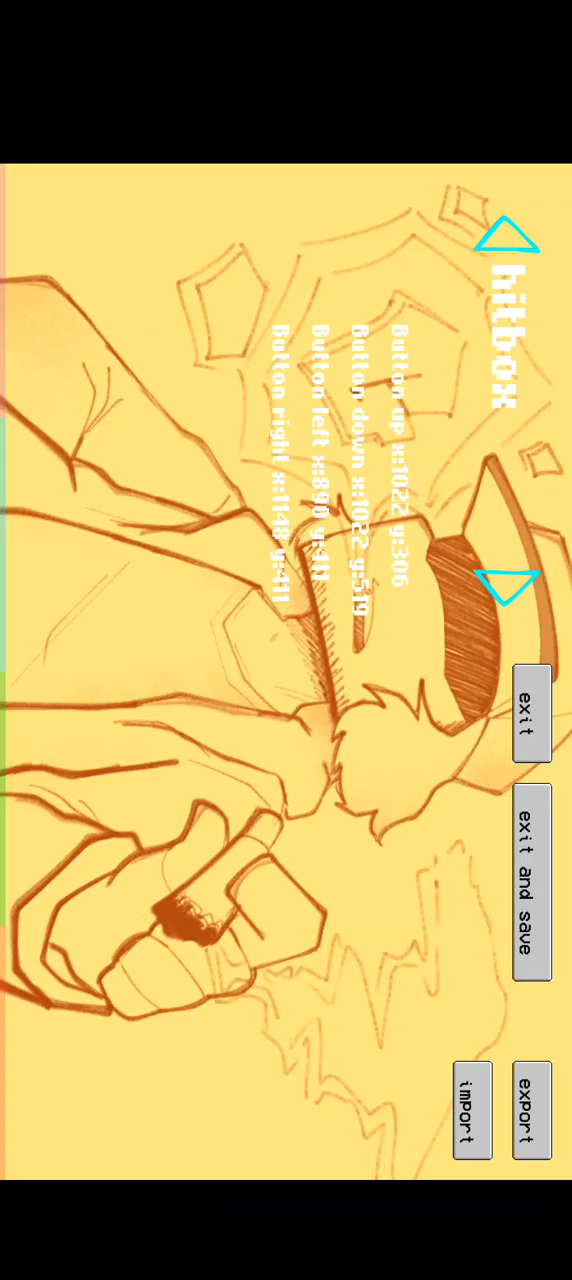 hitbox
exit
exit and save
export
import
Button up x:1022 y:306
Button down x:1022 y:519
Button left x:890 y:411
Button right x:1148 y:411